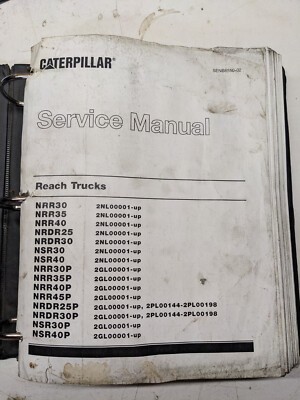 CATERPILLAR®
Service Manual
Reach Trucks
NRR30 2NL00001-up
NRR35 2NL00001-up
NRR40 2NL00001-up
NRDR25 2NL00001-up
NRDR30 2NL00001-up
NSR30 2NL00001-up
NSR40 2NL00001-up
NRR30P 2GL00001-up
NRR35P 2GL00001-up
NRR40P 2GL00001-up
NRR45P 2GL00001-up
NRDR25P 2GL00001-up, 2PL00144-2PL00198
NRDR30P 2GL00001-up, 2PL00144-2PL00198
NSR30P 2GL00001-up
NSR40P 2GL00001-up